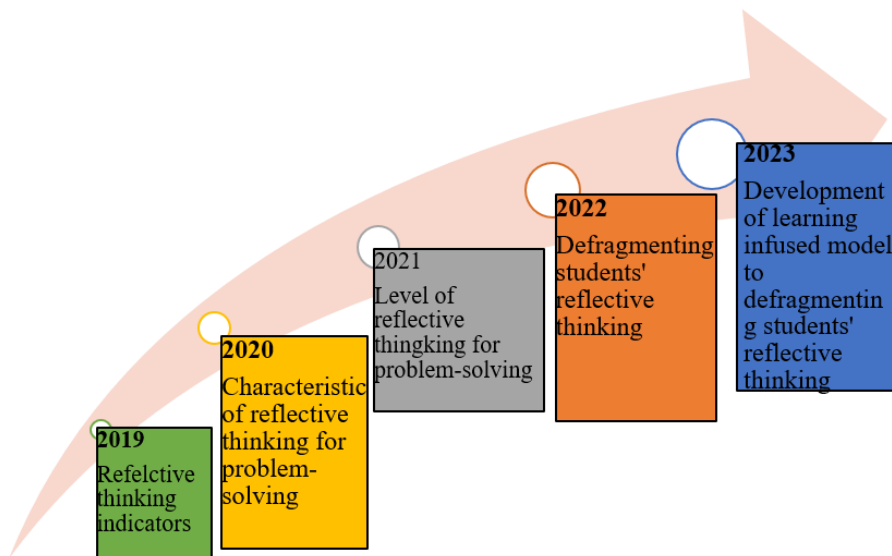 2019
Refelctive
thinking
indicators
2020
Characteristic
of reflective
thinking for
problem-
solving
2021
Level of
reflective
thingking for
problem-solving
2022
Defragmenting
students'
reflective
thinking
2023
Development
of learning
infused model
to
defragmentin
g students'
reflective
thinking